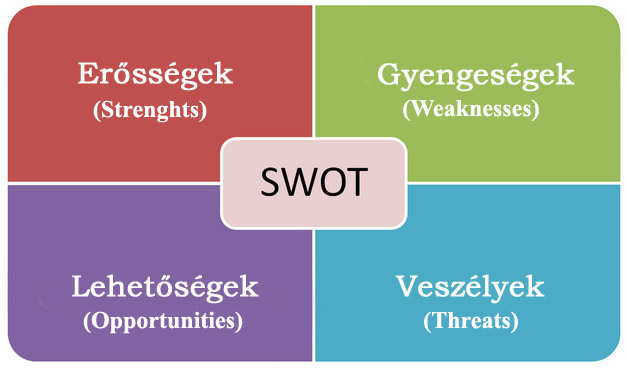 Erősségek
(Strenghts)
Gyengeségek
(Weaknesses)
SWOT
Lehetőségek
(Opportunities)
Veszélyek
(Threats)